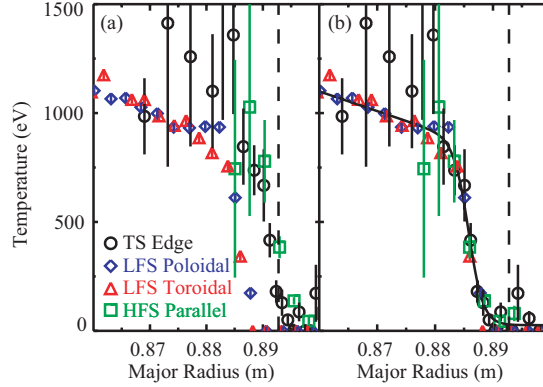 1500
(a)
(b)
1000
Temperature (eV)
500
TS Edge
LFS Poloidal
LFS Toroidal
HFS Parallel
0
0.87 0.88 0.89 0.87 0.88 0.89
Major Radius (m) Major Radius (m)